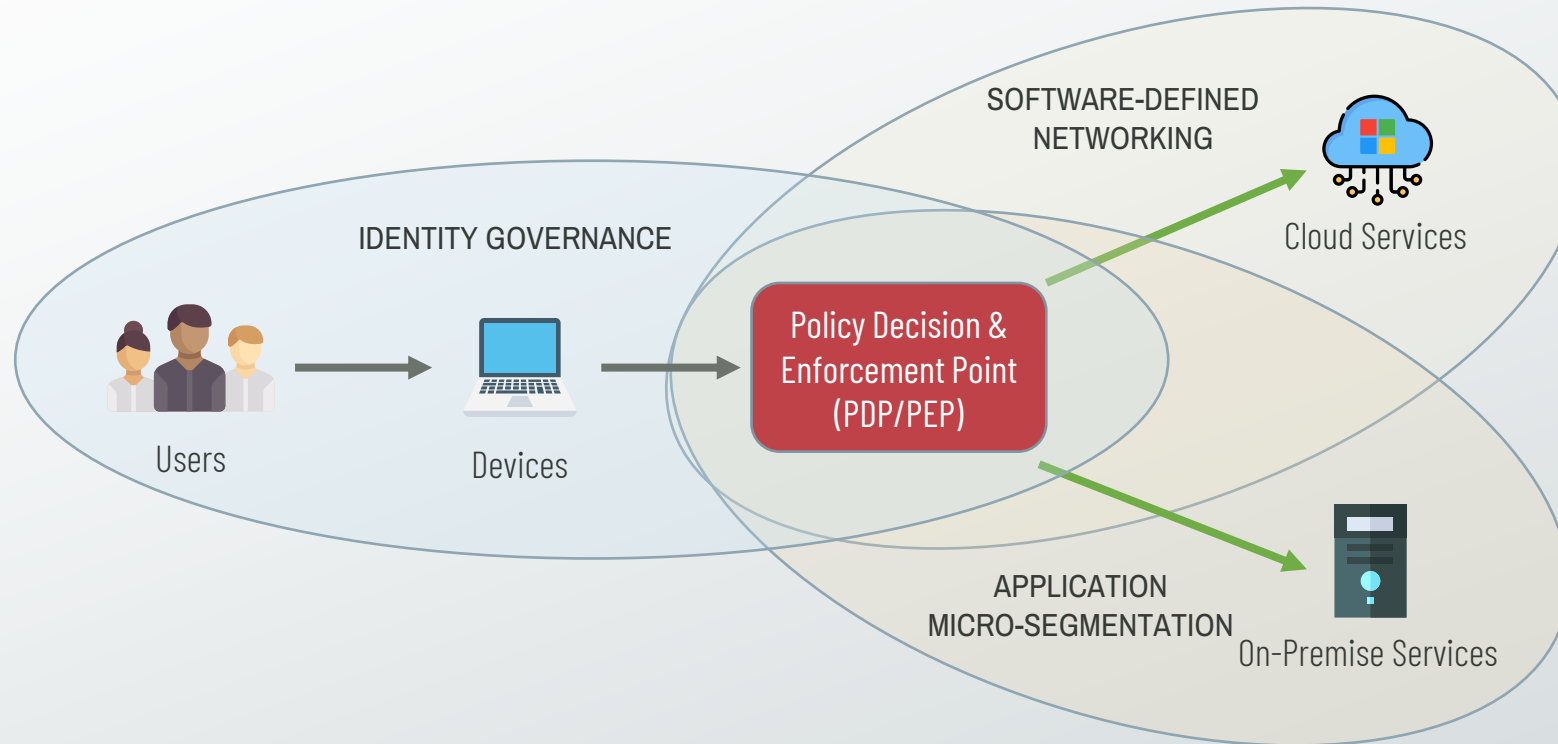 SOFTWARE-DEFINED
NETWORKING
Cloud Services
IDENTITY GOVERNANCE
Users
Devices
Policy Decision &
Enforcement Point
(PDP/PEP)
APPLICATION
MICRO-SEGMENTATION
On-Premise Services